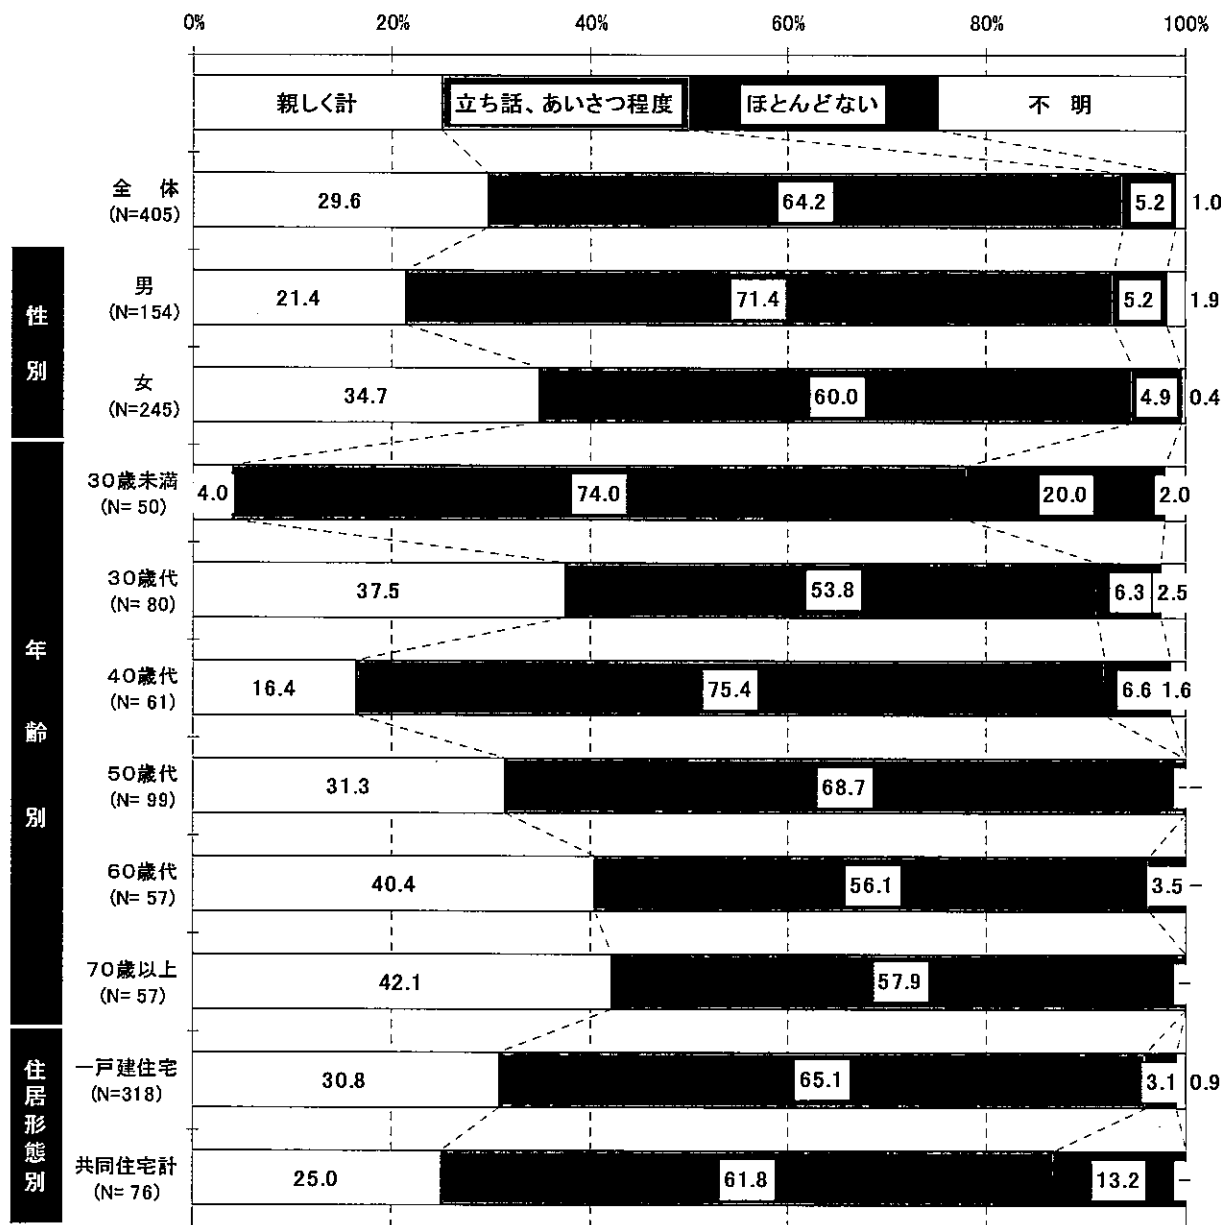 0% 20% 40% 60% 80% 100%
親しく計 立ち話、あいさつ程度 ほとんどない 不 明
全 体
(N=405)
29.6 64.2 5.2 1.0
性別
男
(N=154)
21.4 71.4 5.2 1.9
女
(N=245)
34.7 60.0 4.9 0.4
年齢別
30歳未満
(N= 50)
4.0 74.0 20.0 2.0
30歳代
(N= 80)
37.5 53.8 6.3 2.5
40歳代
(N= 61)
16.4 75.4 6.6 1.6
50歳代
(N= 99)
31.3 68.7 --
60歳代
(N= 57)
40.4 56.1 3.5 -
70歳以上
(N= 57)
42.1 57.9 -
住居形態別
一戸建住宅
(N=318)
30.8 65.1 3.1 0.9
共同住宅計
(N= 76)
25.0 61.8 13.2 -